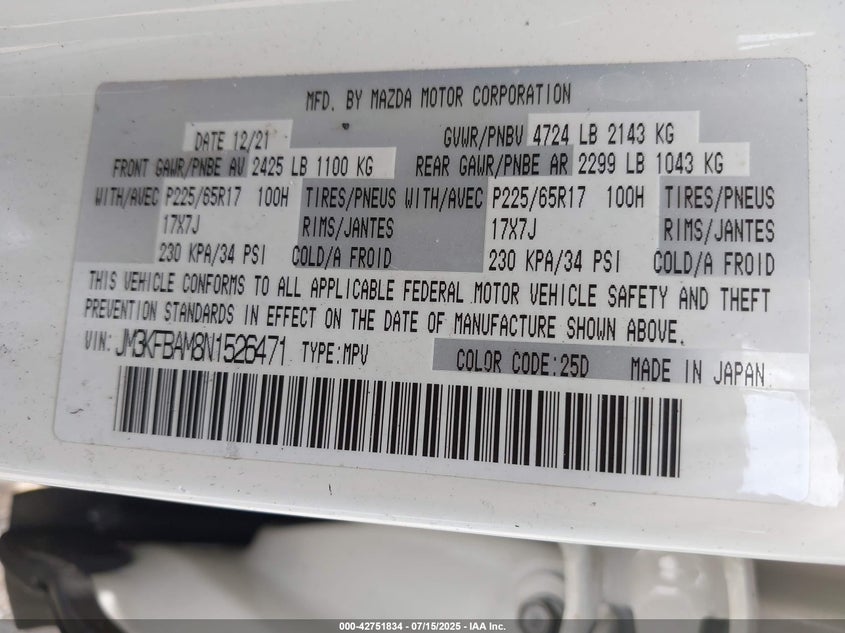 MFD. BY MAZDA MOTOR CORPORATION
DATE 12/21 GVWR/PNBV 4724 LB 2143 KG
FRONT GAWR/PNBE AV 2425 LB 1100 KG REAR GAWR/PNBE AR 2299 LB 1043 KG
WITH/AVEC P225/65R17 100H TIRES/PNEUS WITH/AVEC P225/65R17 100H TIRES/PNEUS
17X7J RIMS/JANTES 17X7J RIMS/JANTES
230 KPA/34 PSI COLD/A FROID 230 KPA/34 PSI COLD/A FROID
THIS VEHICLE CONFORMS TO ALL APPLICABLE FEDERAL MOTOR VEHICLE SAFETY AND THEFT
PREVENTION STANDARDS IN EFFECT ON THE DATE OF MANUFACTURE SHOWN ABOVE.
VIN: JM3KFBAM8N1526471 TYPE:MPV COLOR CODE:25D MADE IN JAPAN
000-42751834 - 07/15/2025 - IAA Inc.